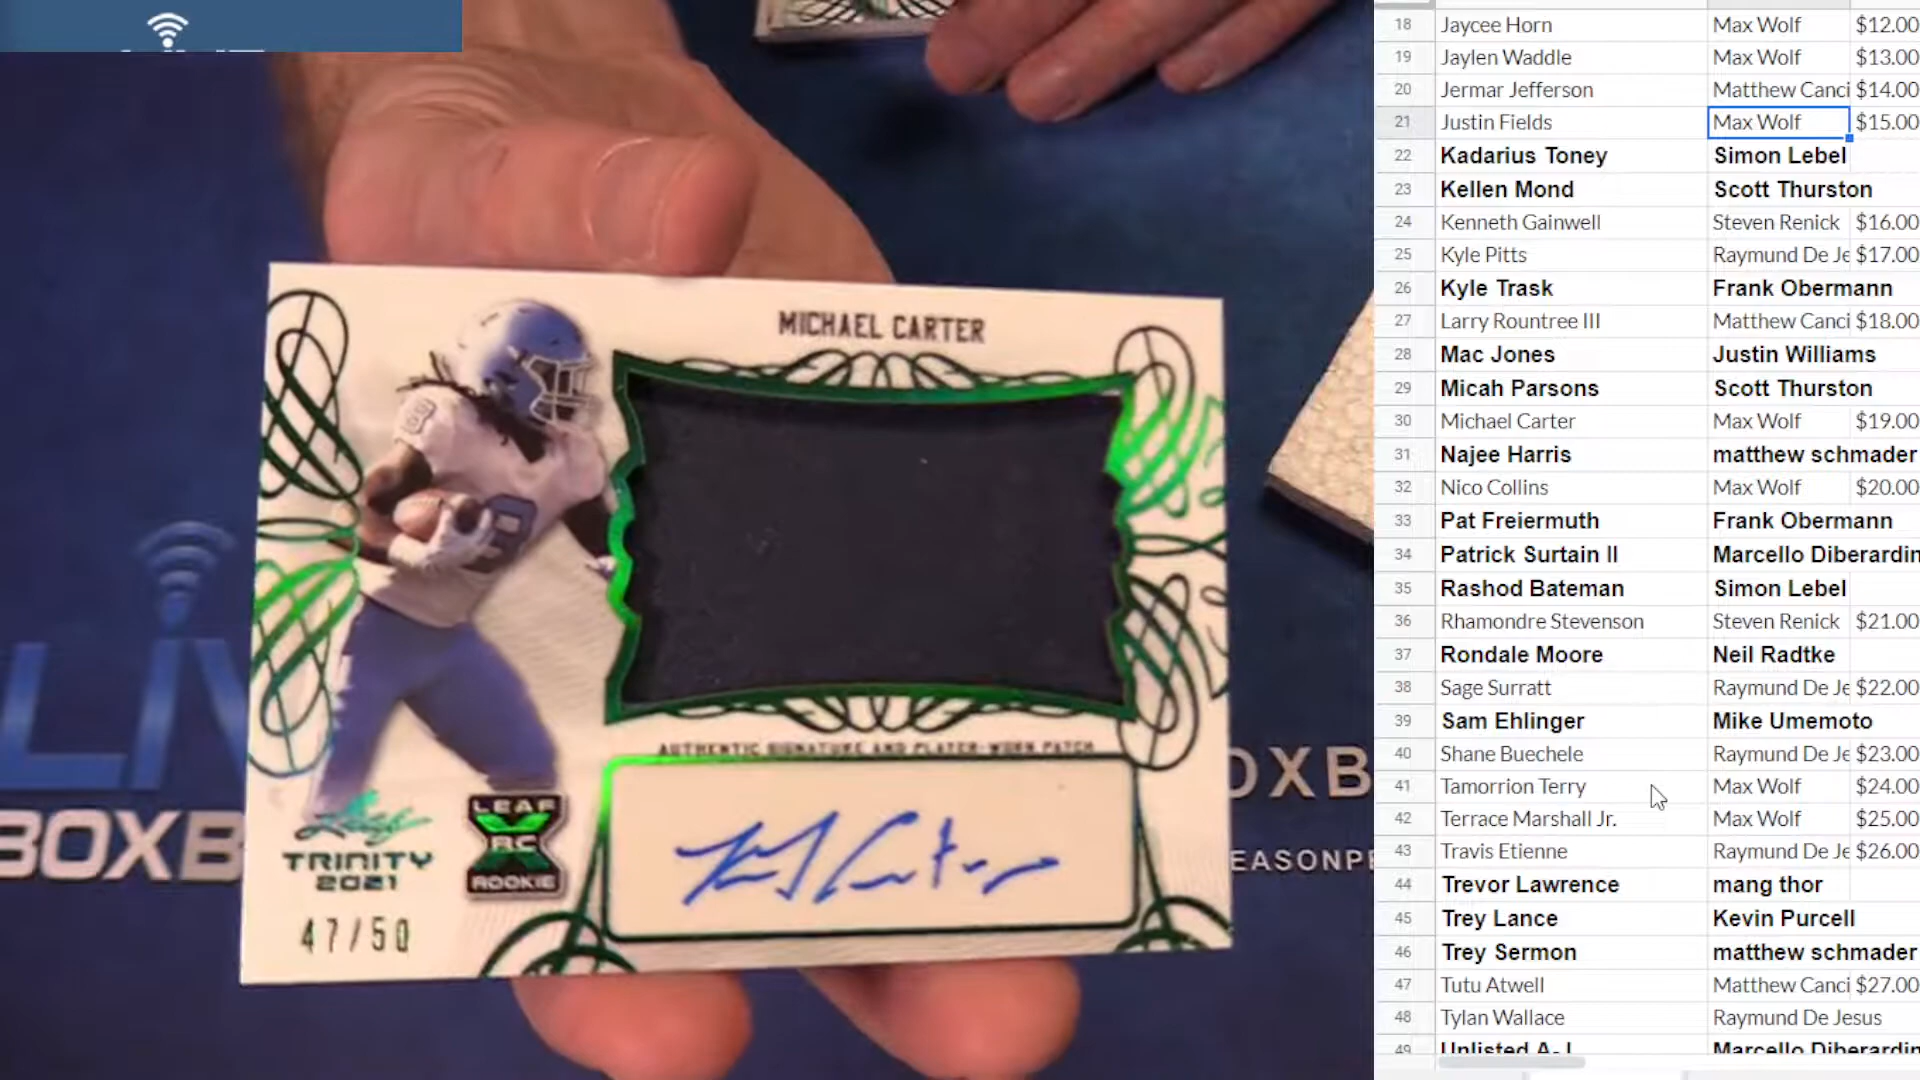 MICHAEL CARTER
8
8
AUTHENTIC SIGNATURE AND PLAYER-WORN PATCH
Leaf
TRINITY
2021
47/50
LEAF
RC
ROOKIE
LIV
BOXB
OXB
EASONPE
18 Jaycee Horn Max Wolf $12.00
19 Jaylen Waddle Max Wolf $13.00
20 Jermar Jefferson Matthew Canci $14.00
21 Justin Fields Max Wolf $15.00
22 Kadarius Toney Simon Lebel
23 Kellen Mond Scott Thurston
24 Kenneth Gainwell Steven Renick $16.00
25 Kyle Pitts Raymund De Je $17.00
26 Kyle Trask Frank Obermann
27 Larry Rountree III Matthew Canci $18.00
28 Mac Jones Justin Williams
29 Micah Parsons Scott Thurston
30 Michael Carter Max Wolf $19.00
31 Najee Harris matthew schmader
32 Nico Collins Max Wolf $20.00
33 Pat Freiermuth Frank Obermann
34 Patrick Surtain II Marcello Diberardin
35 Rashod Bateman Simon Lebel
36 Rhamondre Stevenson Steven Renick $21.00
37 Rondale Moore Neil Radtke
38 Sage Surratt Raymund De Je $22.00
39 Sam Ehlinger Mike Umemoto
40 Shane Buechele Raymund De Je $23.00
41 Tamorrion Terry Max Wolf $24.00
42 Terrace Marshall Jr. Max Wolf $25.00
43 Travis Etienne Raymund De Je $26.00
44 Trevor Lawrence mang thor
45 Trey Lance Kevin Purcell
46 Trey Sermon matthew schmader
47 Tutu Atwell Matthew Canci $27.00
48 Tylan Wallace Raymund De Jesus
49 Unlisted A-L Marcello Diberardin